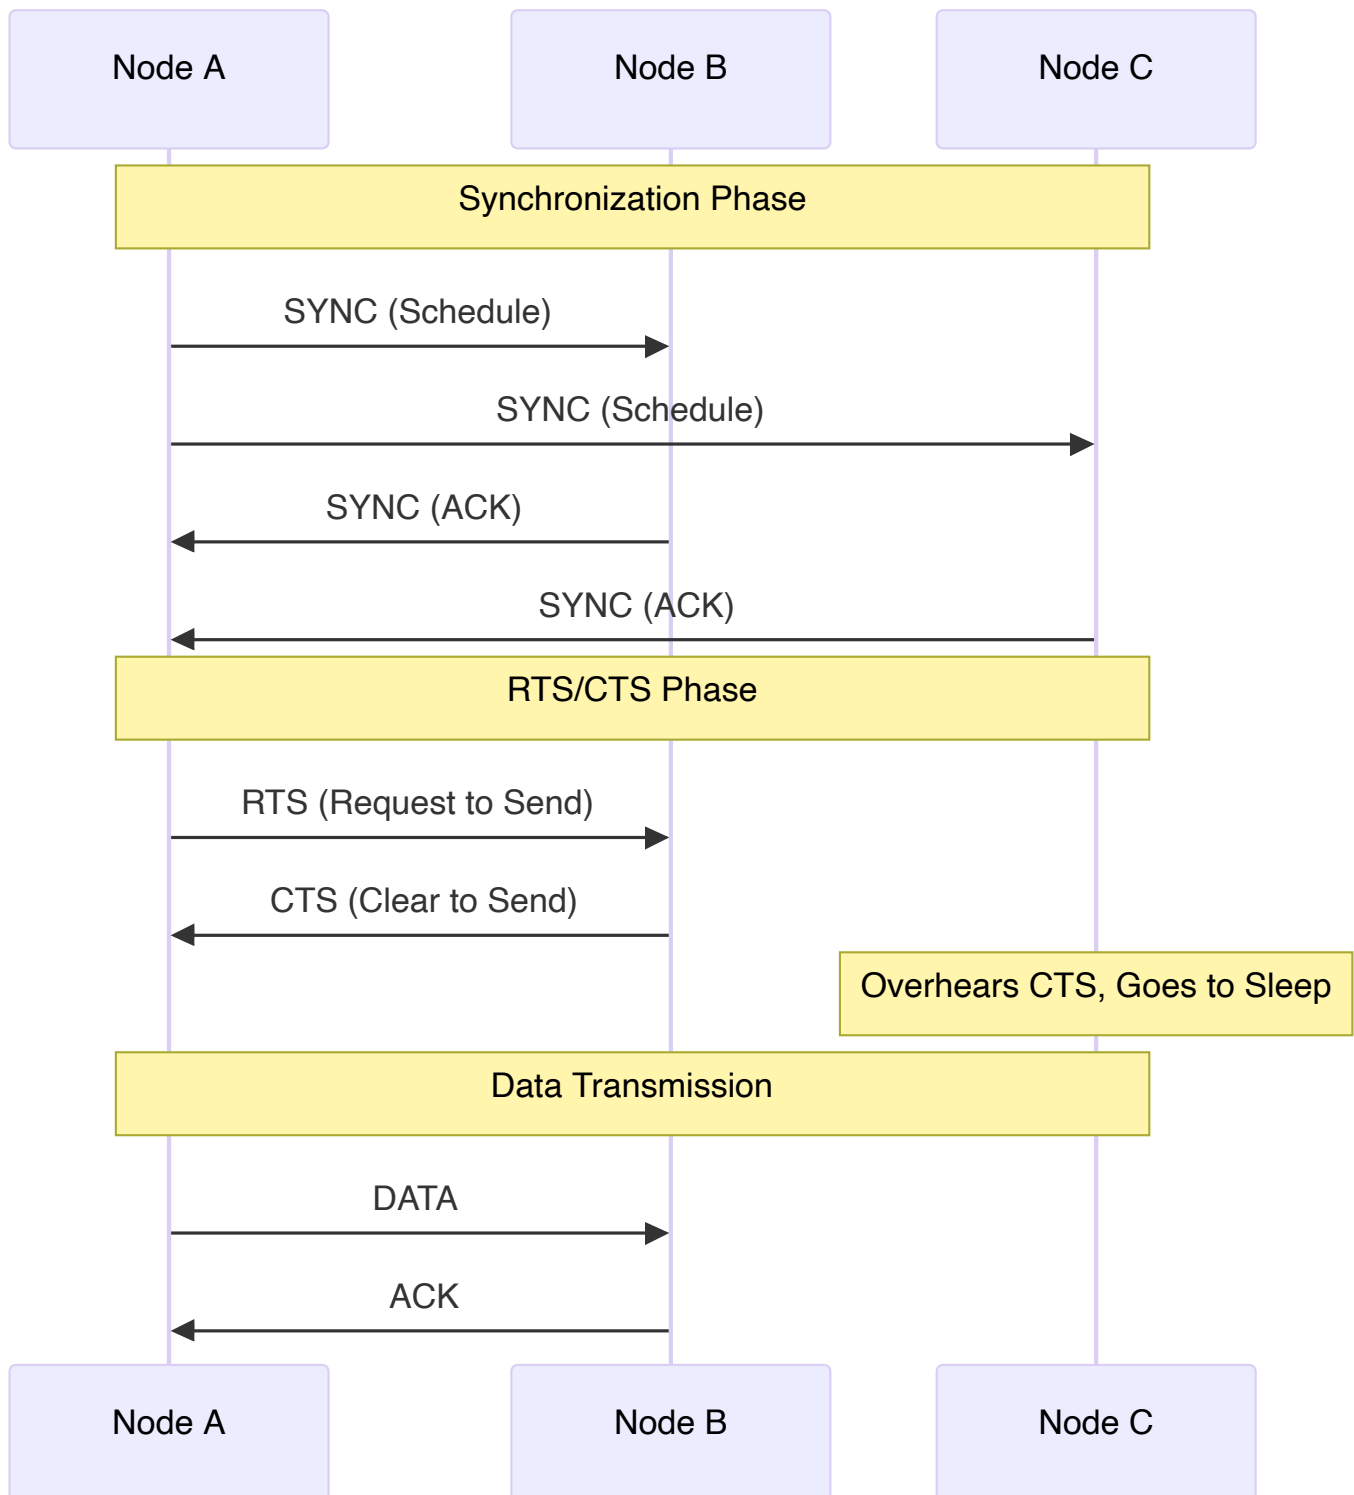 Node A
Node B
Node C
Synchronization Phase
SYNC (Schedule)
SYNC (Schedule)
SYNC (ACK)
SYNC (ACK)
RTS/CTS Phase
RTS (Request to Send)
CTS (Clear to Send)
Overhears CTS, Goes to Sleep
Data Transmission
DATA
ACK
Node A
Node B
Node C